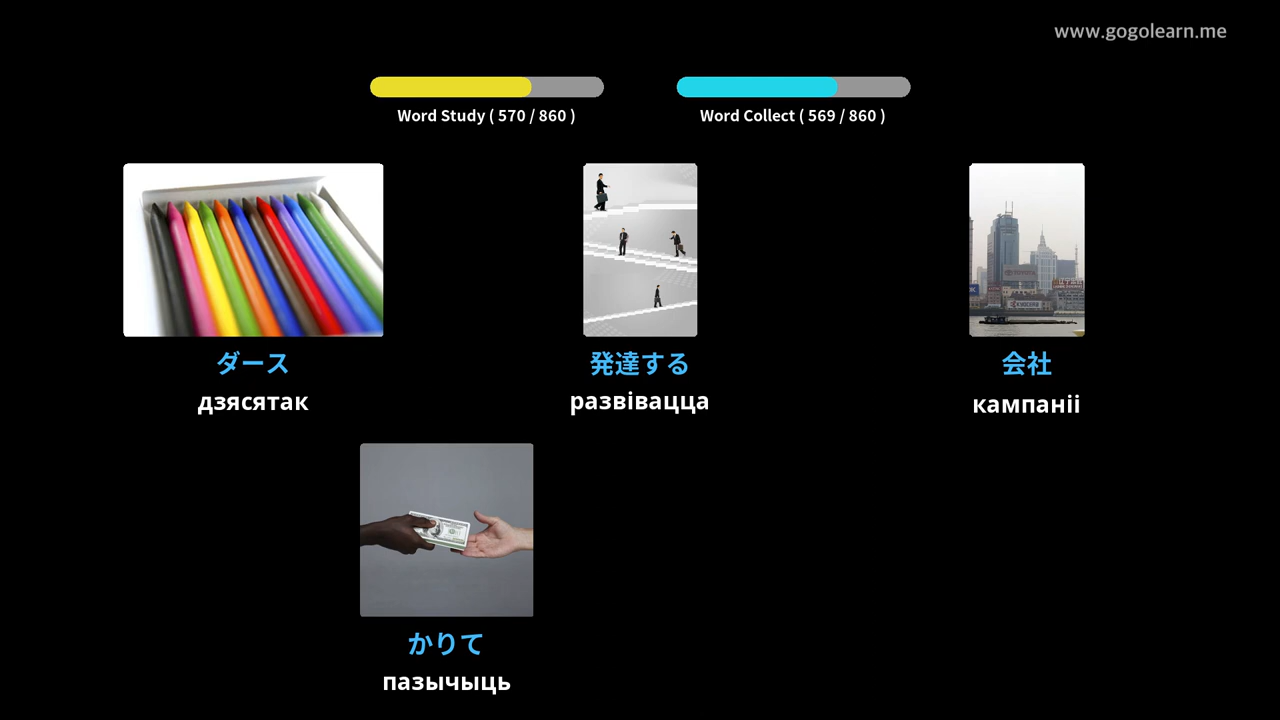 www.gogolearn.me
Word Study ( 570 / 860 )
Word Collect ( 569 / 860 )
TOYOTA
ダース
発達する
会社
дзясятак
развівацца
кампаніі
かりて
пазычыць